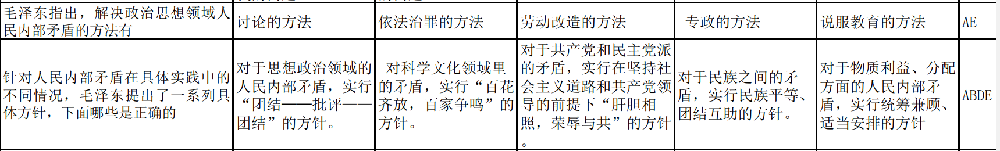 毛泽东指出，解决政治思想领域人
民内部矛盾的方法有
讨论的方法
依法治罪的方法
劳动改造的方法
专政的方法
说服教育的方法
AE
针对人民内部矛盾在具体实践中的
不同情况，毛泽东提出了一系列具
体方针，下面哪些是正确的
对于思想政治领域的
人民内部矛盾，实行
“团结——批评——
团结”的方针。
对科学文化领域里
的矛盾，实行“百花
齐放，百家争鸣”的
方针。
对于共产党和民主党派
的矛盾，实行在坚持社
会主义道路和共产党领
导的前提下“肝胆相
照，荣辱与共”的方针
。
对于民族之间的矛
盾，实行民族平等、
团结互助的方针。
对于物质利益、分配
方面的人民内部矛
盾，实行统筹兼顾、
适当安排的方针
ABDE